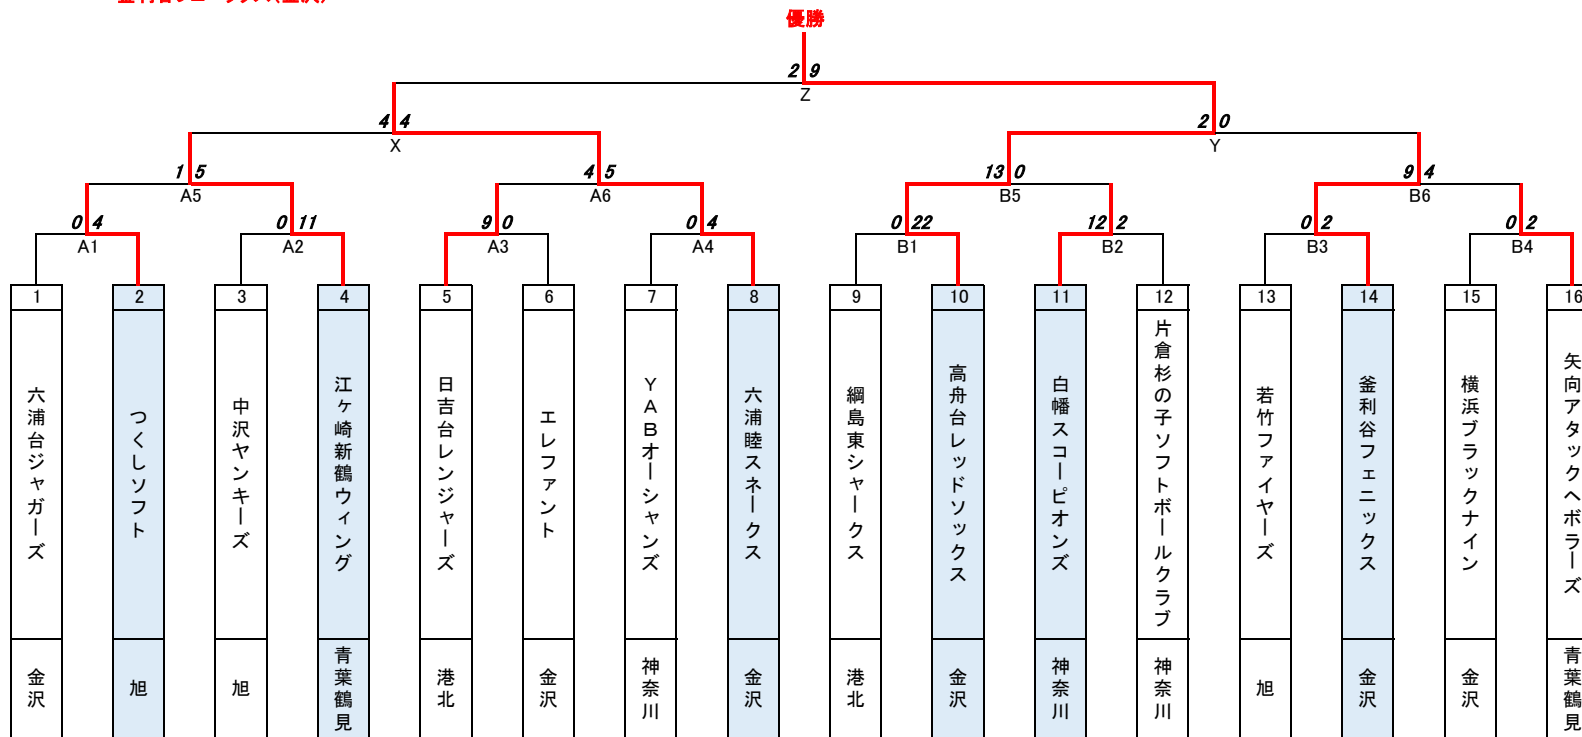 優勝
2 9
Z
4 4
2 0
X
Y
1 5
4 5
13 0
9 4
A5
A6
B5
B6
0 4
0 11
9 0
0 4
0 22
12 2
0 2
0 2
A1
A2
A3
A4
B1
B2
B3
B4
1
2
3
4
5
6
7
8
9
10
11
12
13
14
15
16
六浦台ジャガーズ
つくしソフト
中沢ヤンキーズ
江ヶ崎新鶴ウィング
日吉台レンジャーズ
エレファント
YABオーシャンズ
六浦睦スネークス
綱島東シャークス
高舟台レッドソックス
白幡スコーピオンズ
片倉杉の子ソフトボールクラブ
若竹ファイヤーズ
釜利谷フェニックス
横浜ブラックナイン
矢向アタックヘボラーズ
金沢
旭
旭
青葉鶴見
港北
金沢
神奈川
金沢
港北
金沢
神奈川
神奈川
旭
金沢
金沢
青葉鶴見